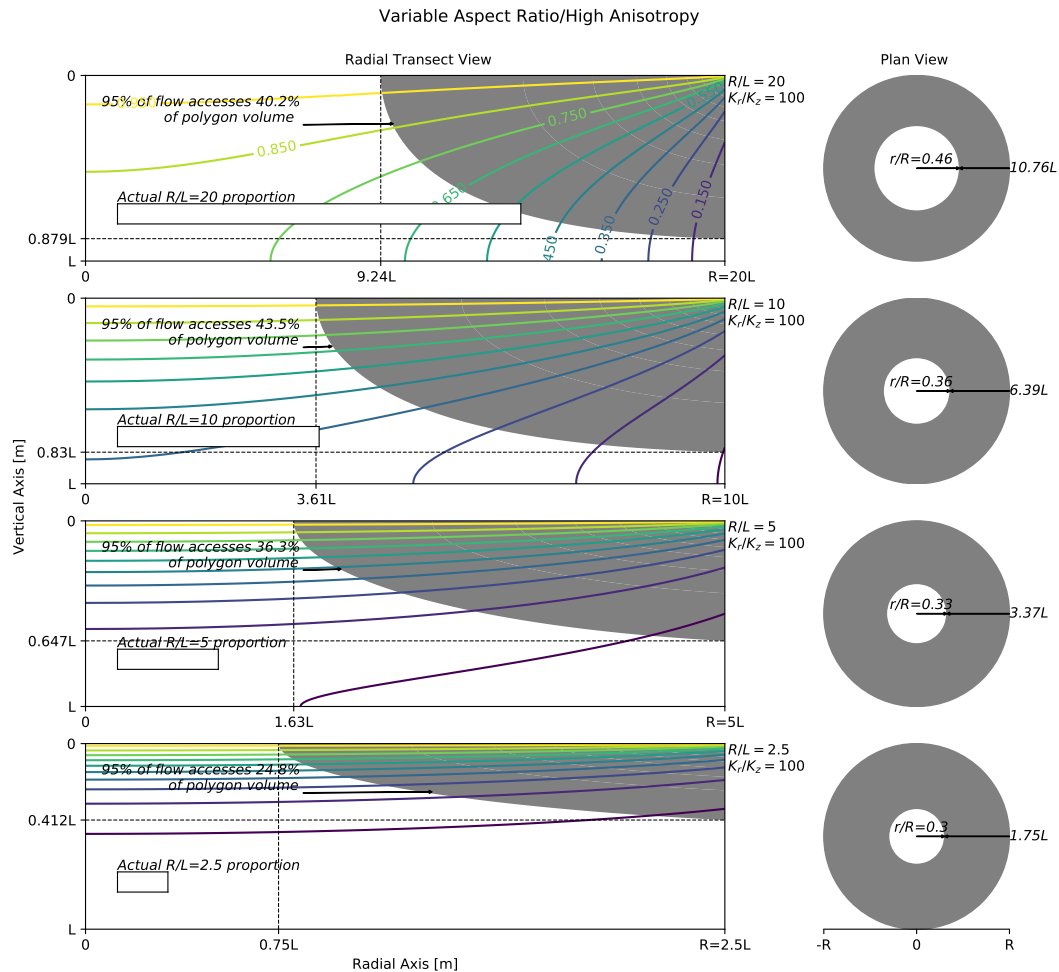 Variable Aspect Ratio/High Anisotropy
Radial Transect View
Plan View
0
95% of flow accesses 40.2%
of polygon volume
0.850
0.750
0.650
0.350
0.250
0.150
450
Actual R/L=20 proportion
0.879L
L
0
9.24L
R=20L
R/L = 20
K_r/K_z = 100
r/R=0.46
10.76L
0
95% of flow accesses 43.5%
of polygon volume
Actual R/L=10 proportion
0.83L
L
0
3.61L
R=10L
R/L = 10
K_r/K_z = 100
r/R=0.36
6.39L
Vertical Axis [m]
0
95% of flow accesses 36.3%
of polygon volume
Actual R/L=5 proportion
0.647L
L
0
1.63L
R=5L
R/L = 5
K_r/K_z = 100
r/R=0.33
3.37L
0
95% of flow accesses 24.8%
of polygon volume
0.412L
Actual R/L=2.5 proportion
L
0
0.75L
R=2.5L
R/L = 2.5
K_r/K_z = 100
r/R=0.3
1.75L
-R
0
R
Radial Axis [m]